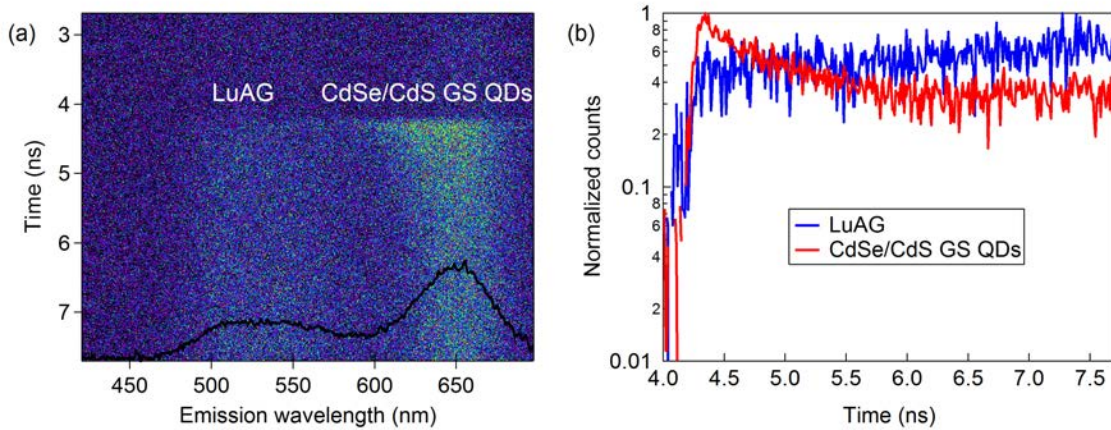 (a)
3
4
5
6
7
Time (ns)
LuAG CdSe/CdS GS QDs
450 500 550 600 650
Emission wavelength (nm)
(b)
1
8
6
4
2
0.1
8
6
4
2
0.01
Normalized counts
LuAG
CdSe/CdS GS QDs
4.0 4.5 5.0 5.5 6.0 6.5 7.0 7.5
Time (ns)